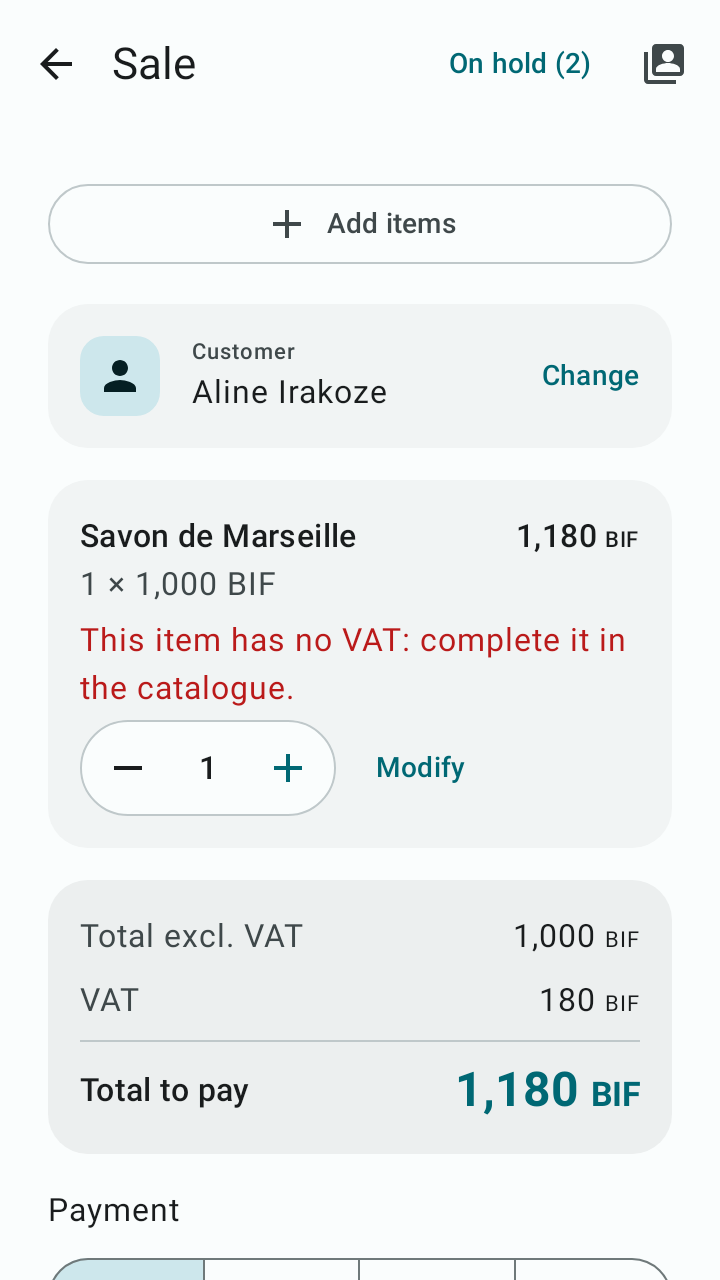 Sale
On hold (2)
Add items
Customer
Aline Irakoze
Change
Savon de Marseille
1,180 BIF
1 × 1,000 BIF
This item has no VAT: complete it in
the catalogue.
1
Modify
Total excl. VAT
1,000 BIF
VAT
180 BIF
Total to pay
1,180 BIF
Payment